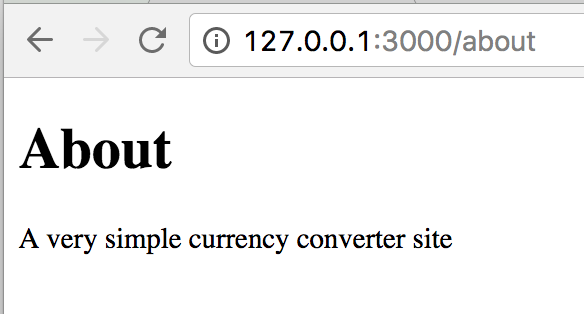 127.0.0.1:3000/about
About
A very simple currency converter site